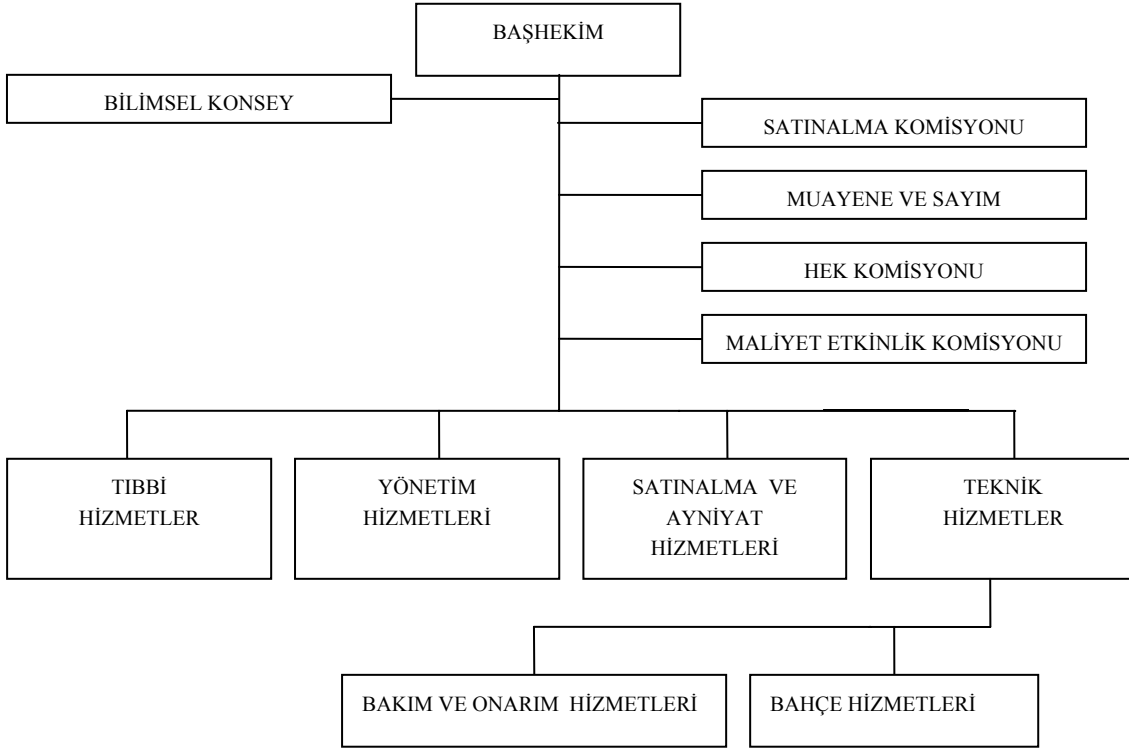 BAŞHEKİM
BİLİMSEL KONSEY
SATINALMA KOMİSYONU
MUAYENE VE SAYIM
HEK KOMİSYONU
MALİYET ETKİNLİK KOMİSYONU
TIBBİ
HİZMETLER
YÖNETİM
HİZMETLERİ
SATINALMA VE
AYNİYAT
HİZMETLERİ
TEKNİK
HİZMETLER
BAKIM VE ONARIM HİZMETLERİ
BAHÇE HİZMETLERİ